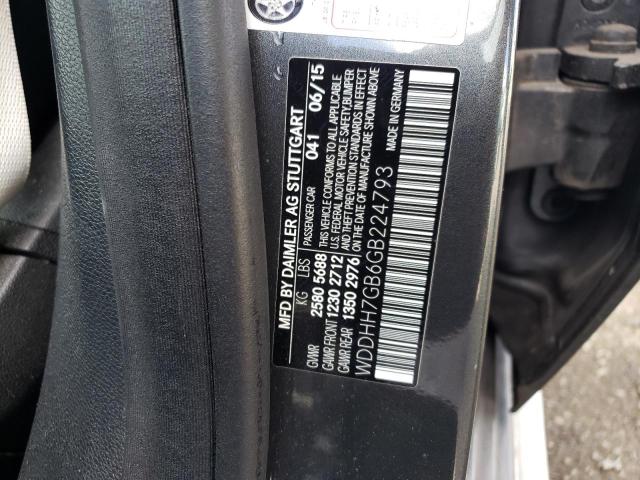 MFD BY DAIMLER AG STUTTGART
PASSENGER CAR 041 06/15
KG LBS
GWR 2580 5688
GAWR FRONT 1230 2712
GAWR REAR 1350 2976
THIS VEHICLE CONFORMS TO ALL APPLICABLE
U.S. FEDERAL MOTOR VEHICLE SAFETY, BUMPER
AND THEFT PREVENTION STANDARDS IN EFFECT
ON THE DATE OF MANUFACTURE SHOWN ABOVE
WDDHH7GB6GB224793
MADE IN GERMANY